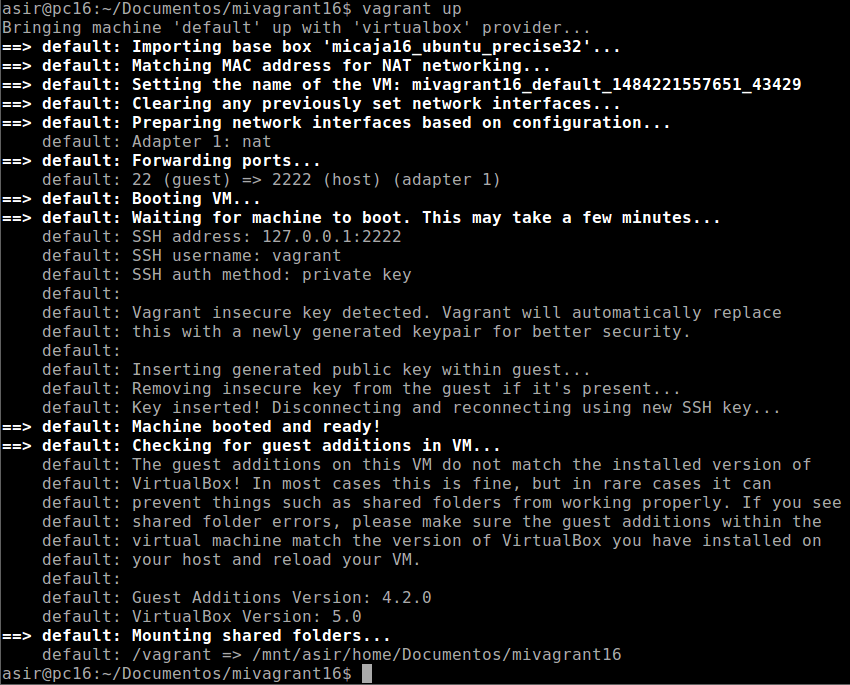 asir@pc16:~/Documentos/mivagrant16$ vagrant up
Bringing machine 'default' up with 'virtualbox' provider...
==> default: Importing base box 'micaja16_ubuntu_precise32'...
==> default: Matching MAC address for NAT networking...
==> default: Setting the name of the VM: mivagrant16_default_1484221557651_43429
==> default: Clearing any previously set network interfaces...
==> default: Preparing network interfaces based on configuration...
    default: Adapter 1: nat
==> default: Forwarding ports...
    default: 22 (guest) => 2222 (host) (adapter 1)
==> default: Booting VM...
==> default: Waiting for machine to boot. This may take a few minutes...
    default: SSH address: 127.0.0.1:2222
    default: SSH username: vagrant
    default: SSH auth method: private key
    default:
    default: Vagrant insecure key detected. Vagrant will automatically replace
    default: this with a newly generated keypair for better security.
    default:
    default: Inserting generated public key within guest...
    default: Removing insecure key from the guest if it's present...
    default: Key inserted! Disconnecting and reconnecting using new SSH key...
==> default: Machine booted and ready!
==> default: Checking for guest additions in VM...
    default: The guest additions on this VM do not match the installed version of
    default: VirtualBox! In most cases this is fine, but in rare cases it can
    default: prevent things such as shared folders from working properly. If you see
    default: shared folder errors, please make sure the guest additions within the
    default: virtual machine match the version of VirtualBox you have installed on
    default: your host and reload your VM.
    default:
    default: Guest Additions Version: 4.2.0
    default: VirtualBox Version: 5.0
==> default: Mounting shared folders...
    default: /vagrant => /mnt/asir/home/Documentos/mivagrant16
asir@pc16:~/Documentos/mivagrant16$